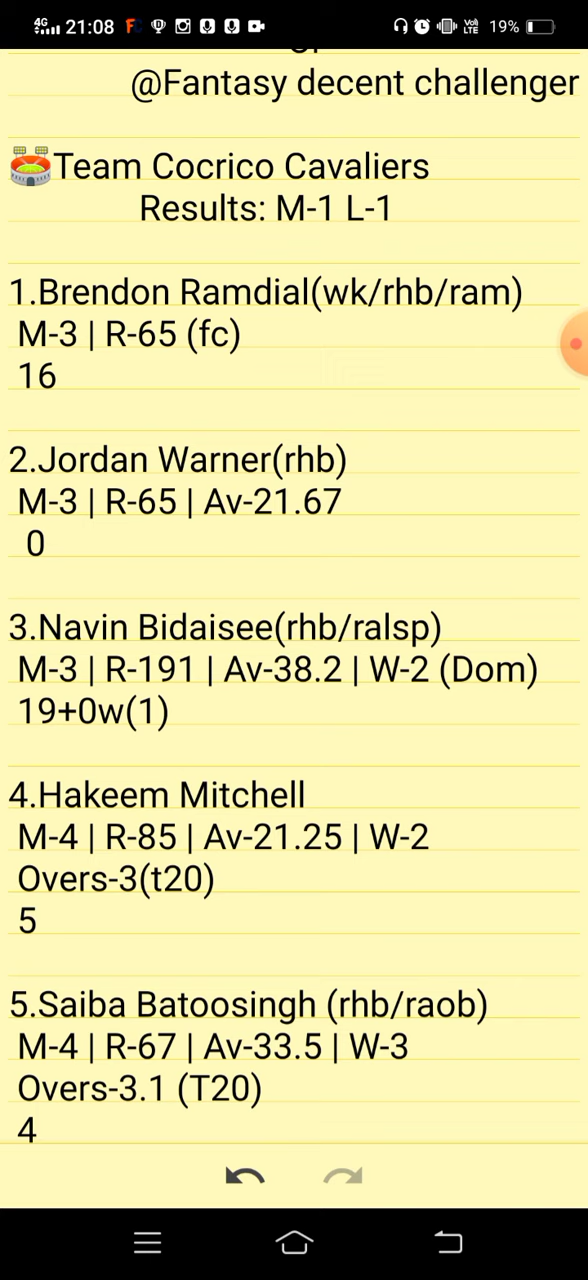 4G 21:08 Vo) LTE 19%
@Fantasy decent challenger
Team Cocrico Cavaliers
Results: M-1 L-1
1.Brendon Ramdial(wk/rhb/ram)
M-3 | R-65 (fc)
16
2.Jordan Warner(rhb)
M-3 | R-65 | Av-21.67
0
3.Navin Bidaisee(rhb/ralsp)
M-3 | R-191 | Av-38.2 | W-2 (Dom)
19+0w(1)
4.Hakeem Mitchell
M-4 | R-85 | Av-21.25 | W-2
Overs-3(t20)
5
5.Saiba Batoosingh (rhb/raob)
M-4 | R-67 | Av-33.5 | W-3
Overs-3.1 (T20)
4